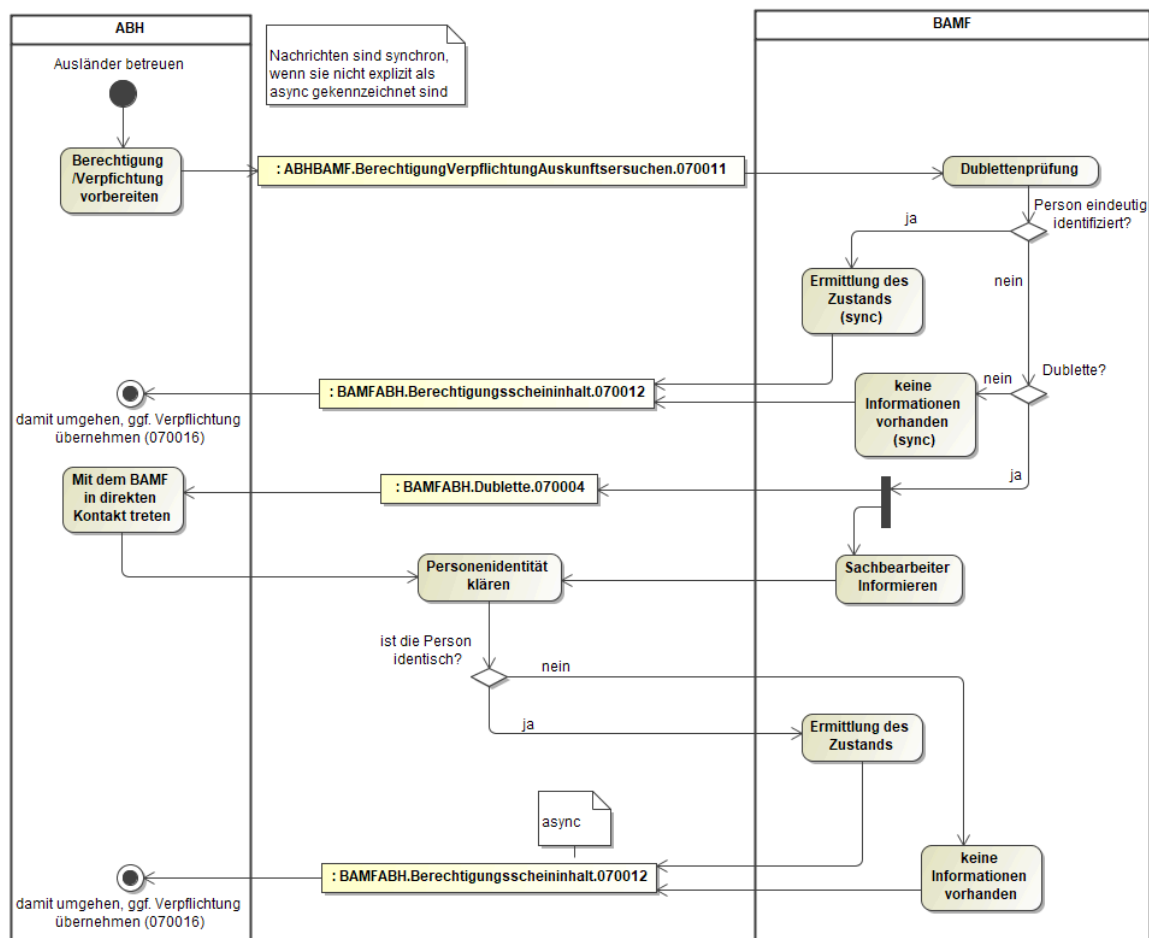 ABH
BAMF
Ausländer betreuen
Nachrichten sind synchron,
wenn sie nicht explizit als
async gekennzeichnet sind
Berechtigung
/Verpfichtung
vorbereiten
: ABHBAMF.BerechtigungVerpflichtungAuskunftsersuchen.070011
Dublettenprüfung
Person eindeutig
identifiziert?
ja
nein
Ermittlung des
Zustands
(sync)
Dublette?
nein
: BAMFABH.Berechtigungsscheininhalt.070012
keine
Informationen
vorhanden
(sync)
damit umgehen, ggf. Verpflichtung
übernehmen (070016)
ja
Mit dem BAMF
in direkten
Kontakt treten
: BAMFABH.Dublette.070004
Personenidentität
klären
Sachbearbeiter
Informieren
ist die Person
identisch?
nein
ja
Ermittlung des
Zustands
async
: BAMFABH.Berechtigungsscheininhalt.070012
keine
Informationen
vorhanden
damit umgehen, ggf. Verpflichtung
übernehmen (070016)